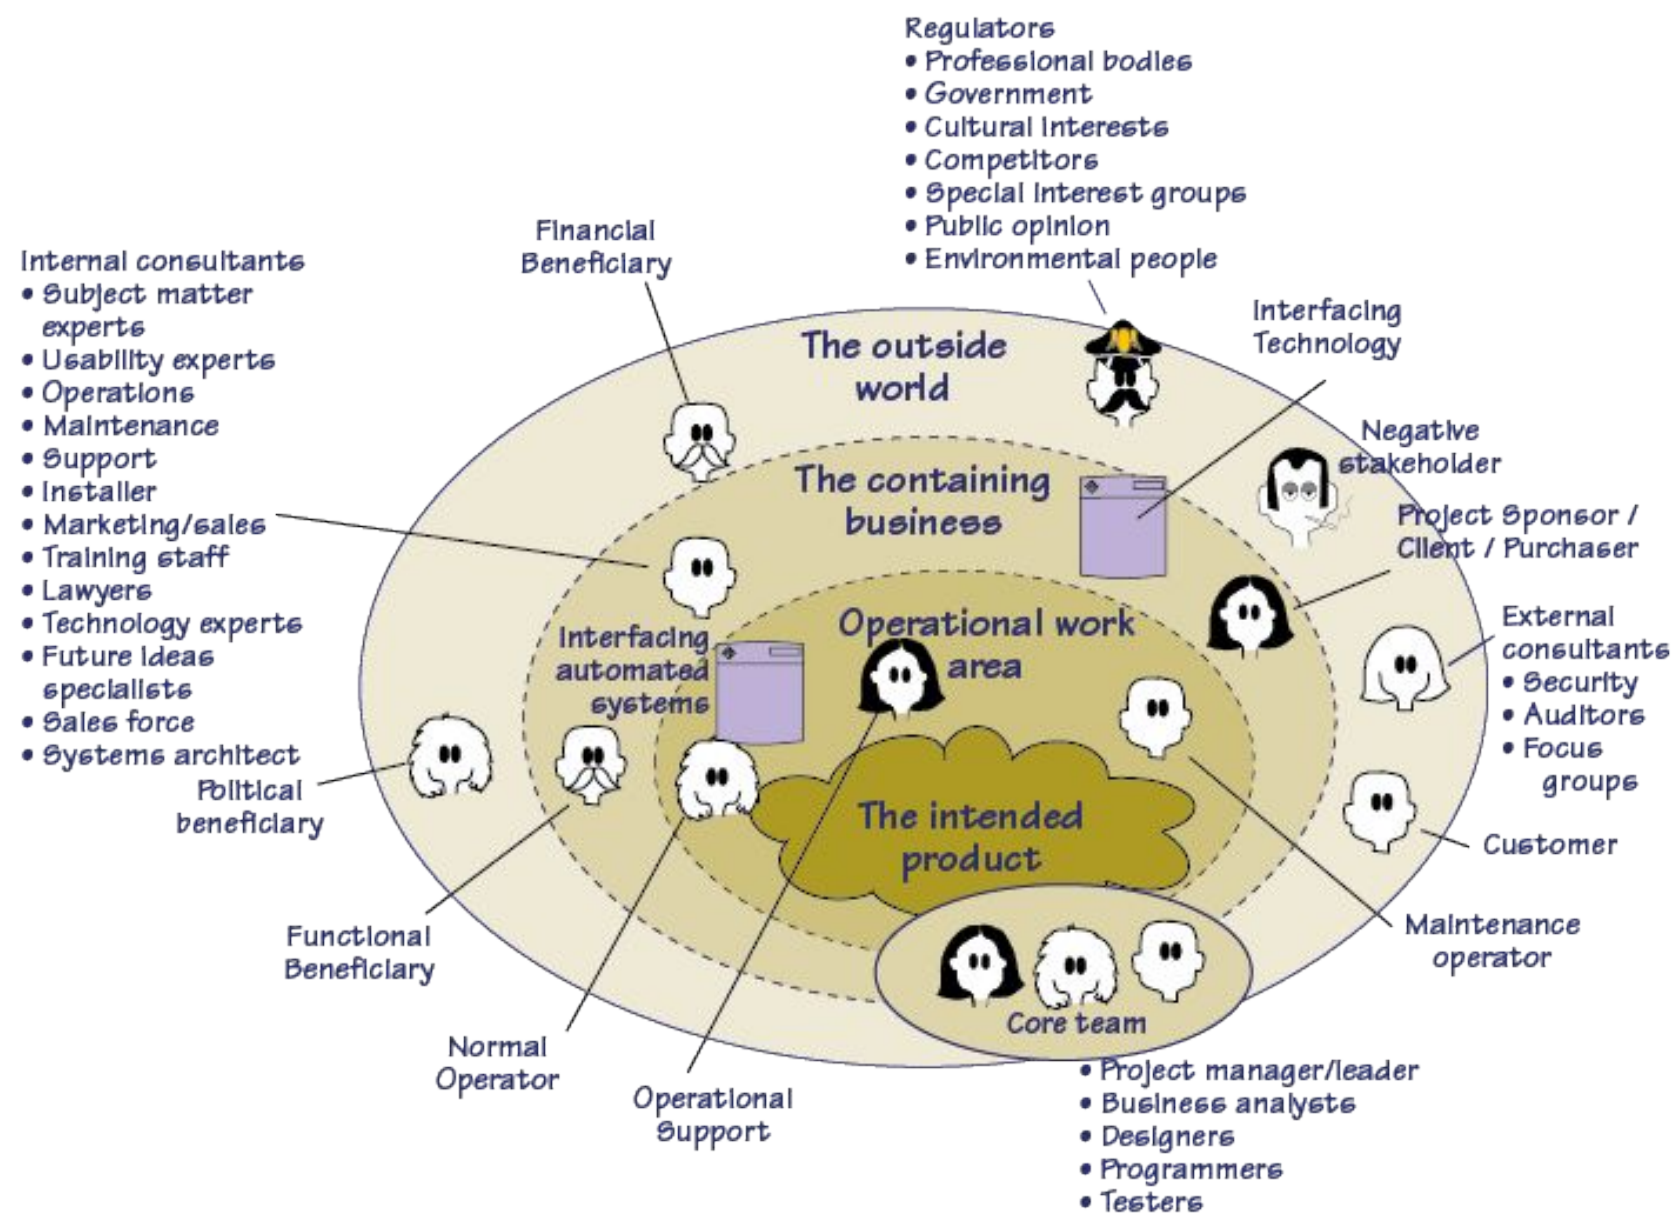 Regulators
• Professional bodies
• Government
• Cultural interests
• Competitors
• Special interest groups
• Public opinion
• Environmental people
Financial
Beneficiary
Internal consultants
• Subject matter
experts
• Usability experts
• Operations
• Maintenance
• Support
• Installer
• Marketing/sales
• Training staff
• Lawyers
• Technology experts
• Future ideas
specialists
• Sales force
• Systems architect
Interfacing
Technology
The outside
world
Negative
stakeholder
The containing
business
Project Sponsor /
Client / Purchaser
Operational work
area
Interfacing
automated
systems
External
consultants
• Security
• Auditors
• Focus
groups
Political
beneficiary
The intended
product
Customer
Functional
Beneficiary
Maintenance
operator
Core team
Normal
Operator
Operational
Support
• Project manager/leader
• Business analysts
• Designers
• Programmers
• Testers